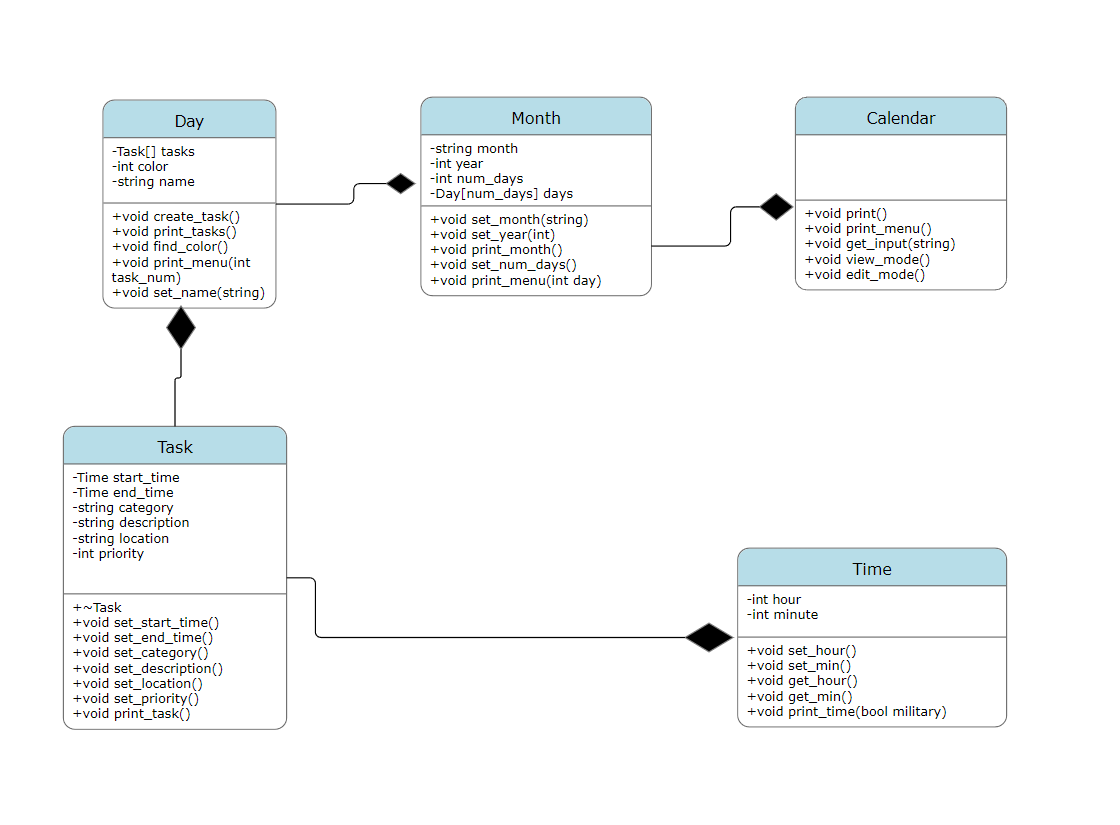 Day
-Task[] tasks
-int color
-string name
+void create_task()
+void print_tasks()
+void find_color()
+void print_menu(int
task_num)
+void set_name(string)
Month
-string month
-int year
-int num_days
-Day[num_days] days
+void set_month(string)
+void set_year(int)
+void print_month()
+void set_num_days()
+void print_menu(int day)
Calendar
+void print()
+void print_menu()
+void get_input(string)
+void view_mode()
+void edit_mode()
Task
-Time start_time
-Time end_time
-string category
-string description
-string location
-int priority
+~Task
+void set_start_time()
+void set_end_time()
+void set_category()
+void set_description()
+void set_location()
+void set_priority()
+void print_task()
Time
-int hour
-int minute
+void set_hour()
+void set_min()
+void get_hour()
+void get_min()
+void print_time(bool military)